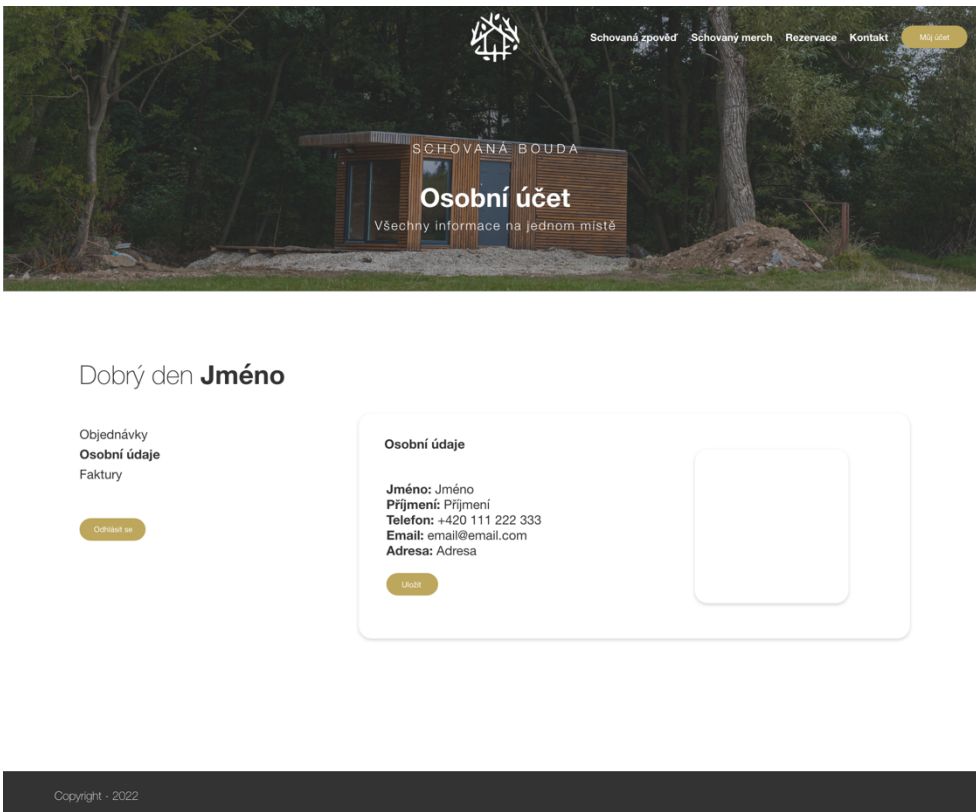 Schovaná zpověď Schovaný merch Rezervace Kontakt Můj účet
SCHOVANÁ BOUDA
Osobní účet
Všechny informace na jednom místě
Dobrý den Jméno
Objednávky
Osobní údaje
Faktury
Odhlásit se
Osobní údaje
Jméno: Jméno
Příjmení: Příjmení
Telefon: +420 111 222 333
Email: email@email.com
Adresa: Adresa
Uložit
Copyright - 2022